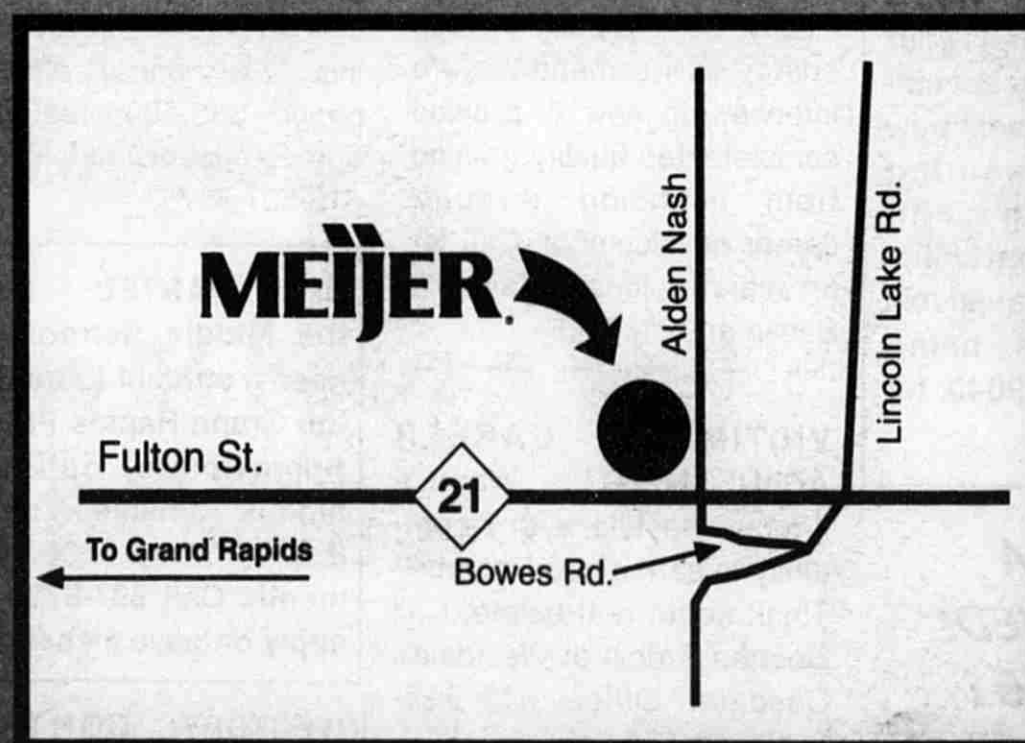 Alden Nash
Lincoln Lake Rd.
MEIJER.
Fulton St.
21
To Grand Rapids
Bowes Rd.